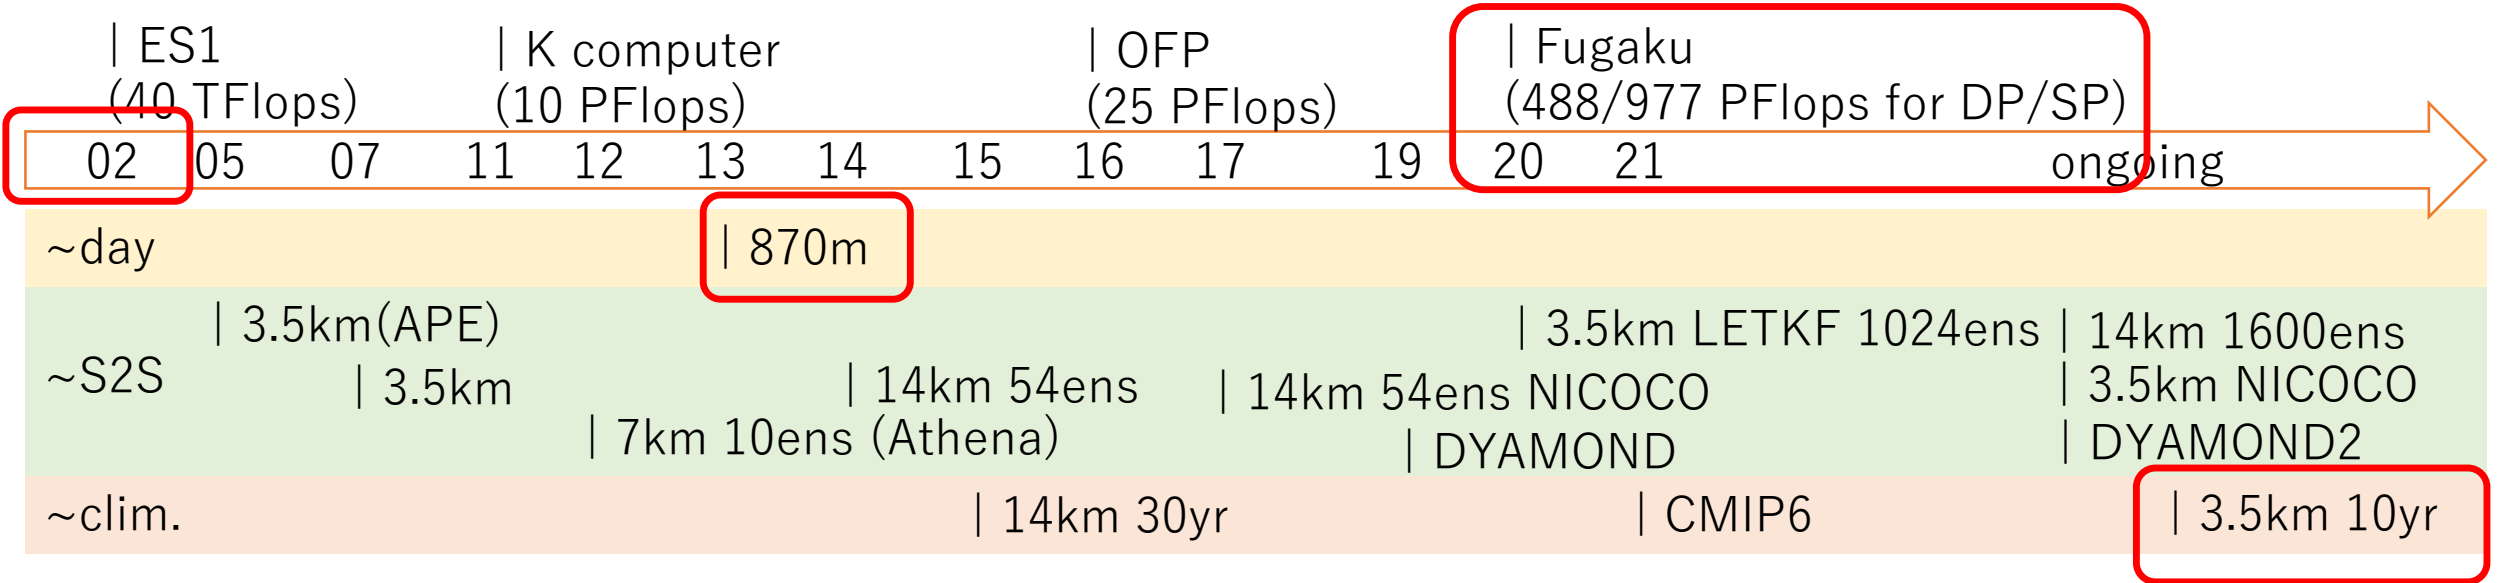 | ES1
(40 TFlops)
| K computer
(10 PFlops)
| OFP
(25 PFlops)
| Fugaku
(488/977 PFlops for DP/SP)
02 05 07 11 12 13 14 15 16 17 19 20 21 ongoing
~day
| 870m
~S2S
| 3.5km(APE)
| 3.5km
| 7km 10ens (Athena)
| 14km 54ens
| 14km 54ens NICOCO
| DYAMOND
| 3.5km LETKF 1024ens
| 14km 1600ens
| 3.5km NICOCO
| DYAMOND2
~clim.
| 14km 30yr
| CMIP6
| 3.5km 10yr